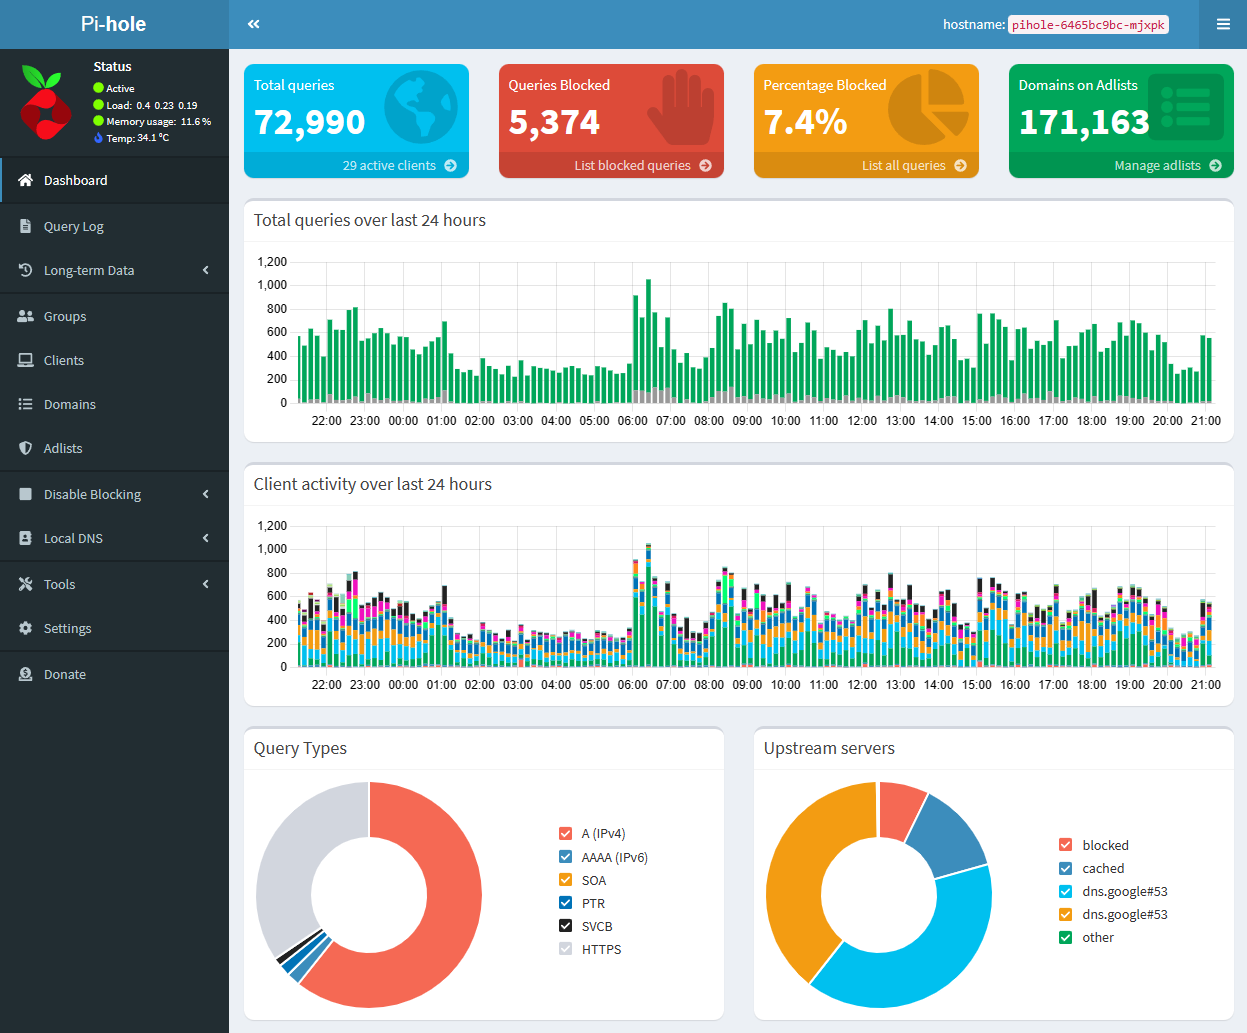 Pi-hole
hostname: pihole-6465bc9bc-mjxpk
Status
Active
Load: 0.4 0.23 0.19
Memory usage: 11.6 %
Temp: 34.1 °C
Dashboard
Query Log
Long-term Data
Groups
Clients
Domains
Adlists
Disable Blocking
Local DNS
Tools
Settings
Donate
Total queries
72,990
29 active clients
Queries Blocked
5,374
List blocked queries
Percentage Blocked
7.4%
List all queries
Domains on Adlists
171,163
Manage adlists
Total queries over last 24 hours
1,200
1,000
800
600
400
200
0
22:00 23:00 00:00 01:00 02:00 03:00 04:00 05:00 06:00 07:00 08:00 09:00 10:00 11:00 12:00 13:00 14:00 15:00 16:00 17:00 18:00 19:00 20:00 21:00
Client activity over last 24 hours
1,200
1,000
800
600
400
200
0
22:00 23:00 00:00 01:00 02:00 03:00 04:00 05:00 06:00 07:00 08:00 09:00 10:00 11:00 12:00 13:00 14:00 15:00 16:00 17:00 18:00 19:00 20:00 21:00
Query Types
A (IPv4)
AAAA (IPv6)
SOA
PTR
SVCB
HTTPS
Upstream servers
blocked
cached
dns.google#53
dns.google#53
other